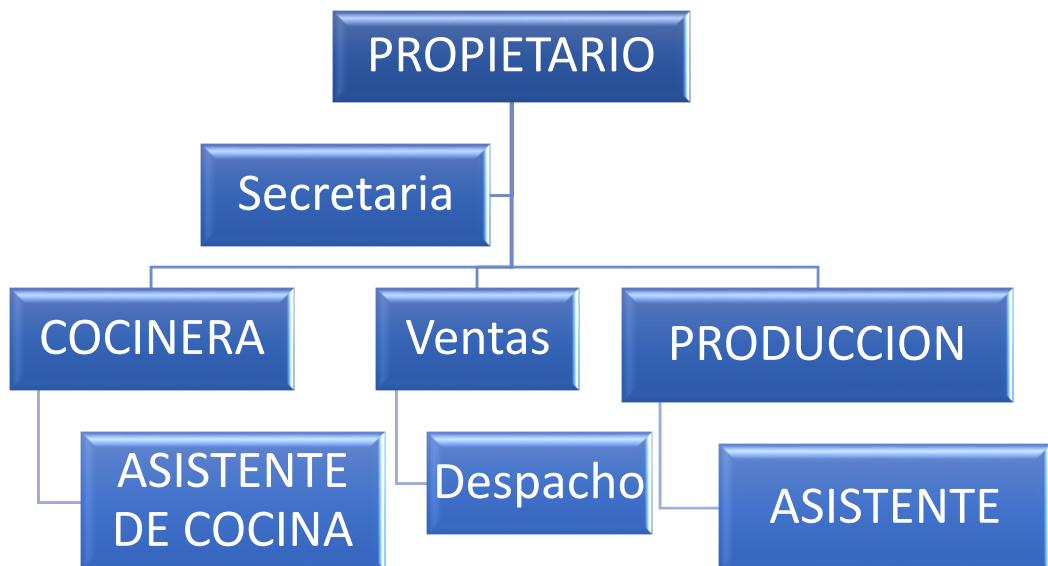 PROPIETARIO
Secretaria
COCINERA
Ventas
PRODUCCION
ASISTENTE
DE COCINA
Despacho
ASISTENTE